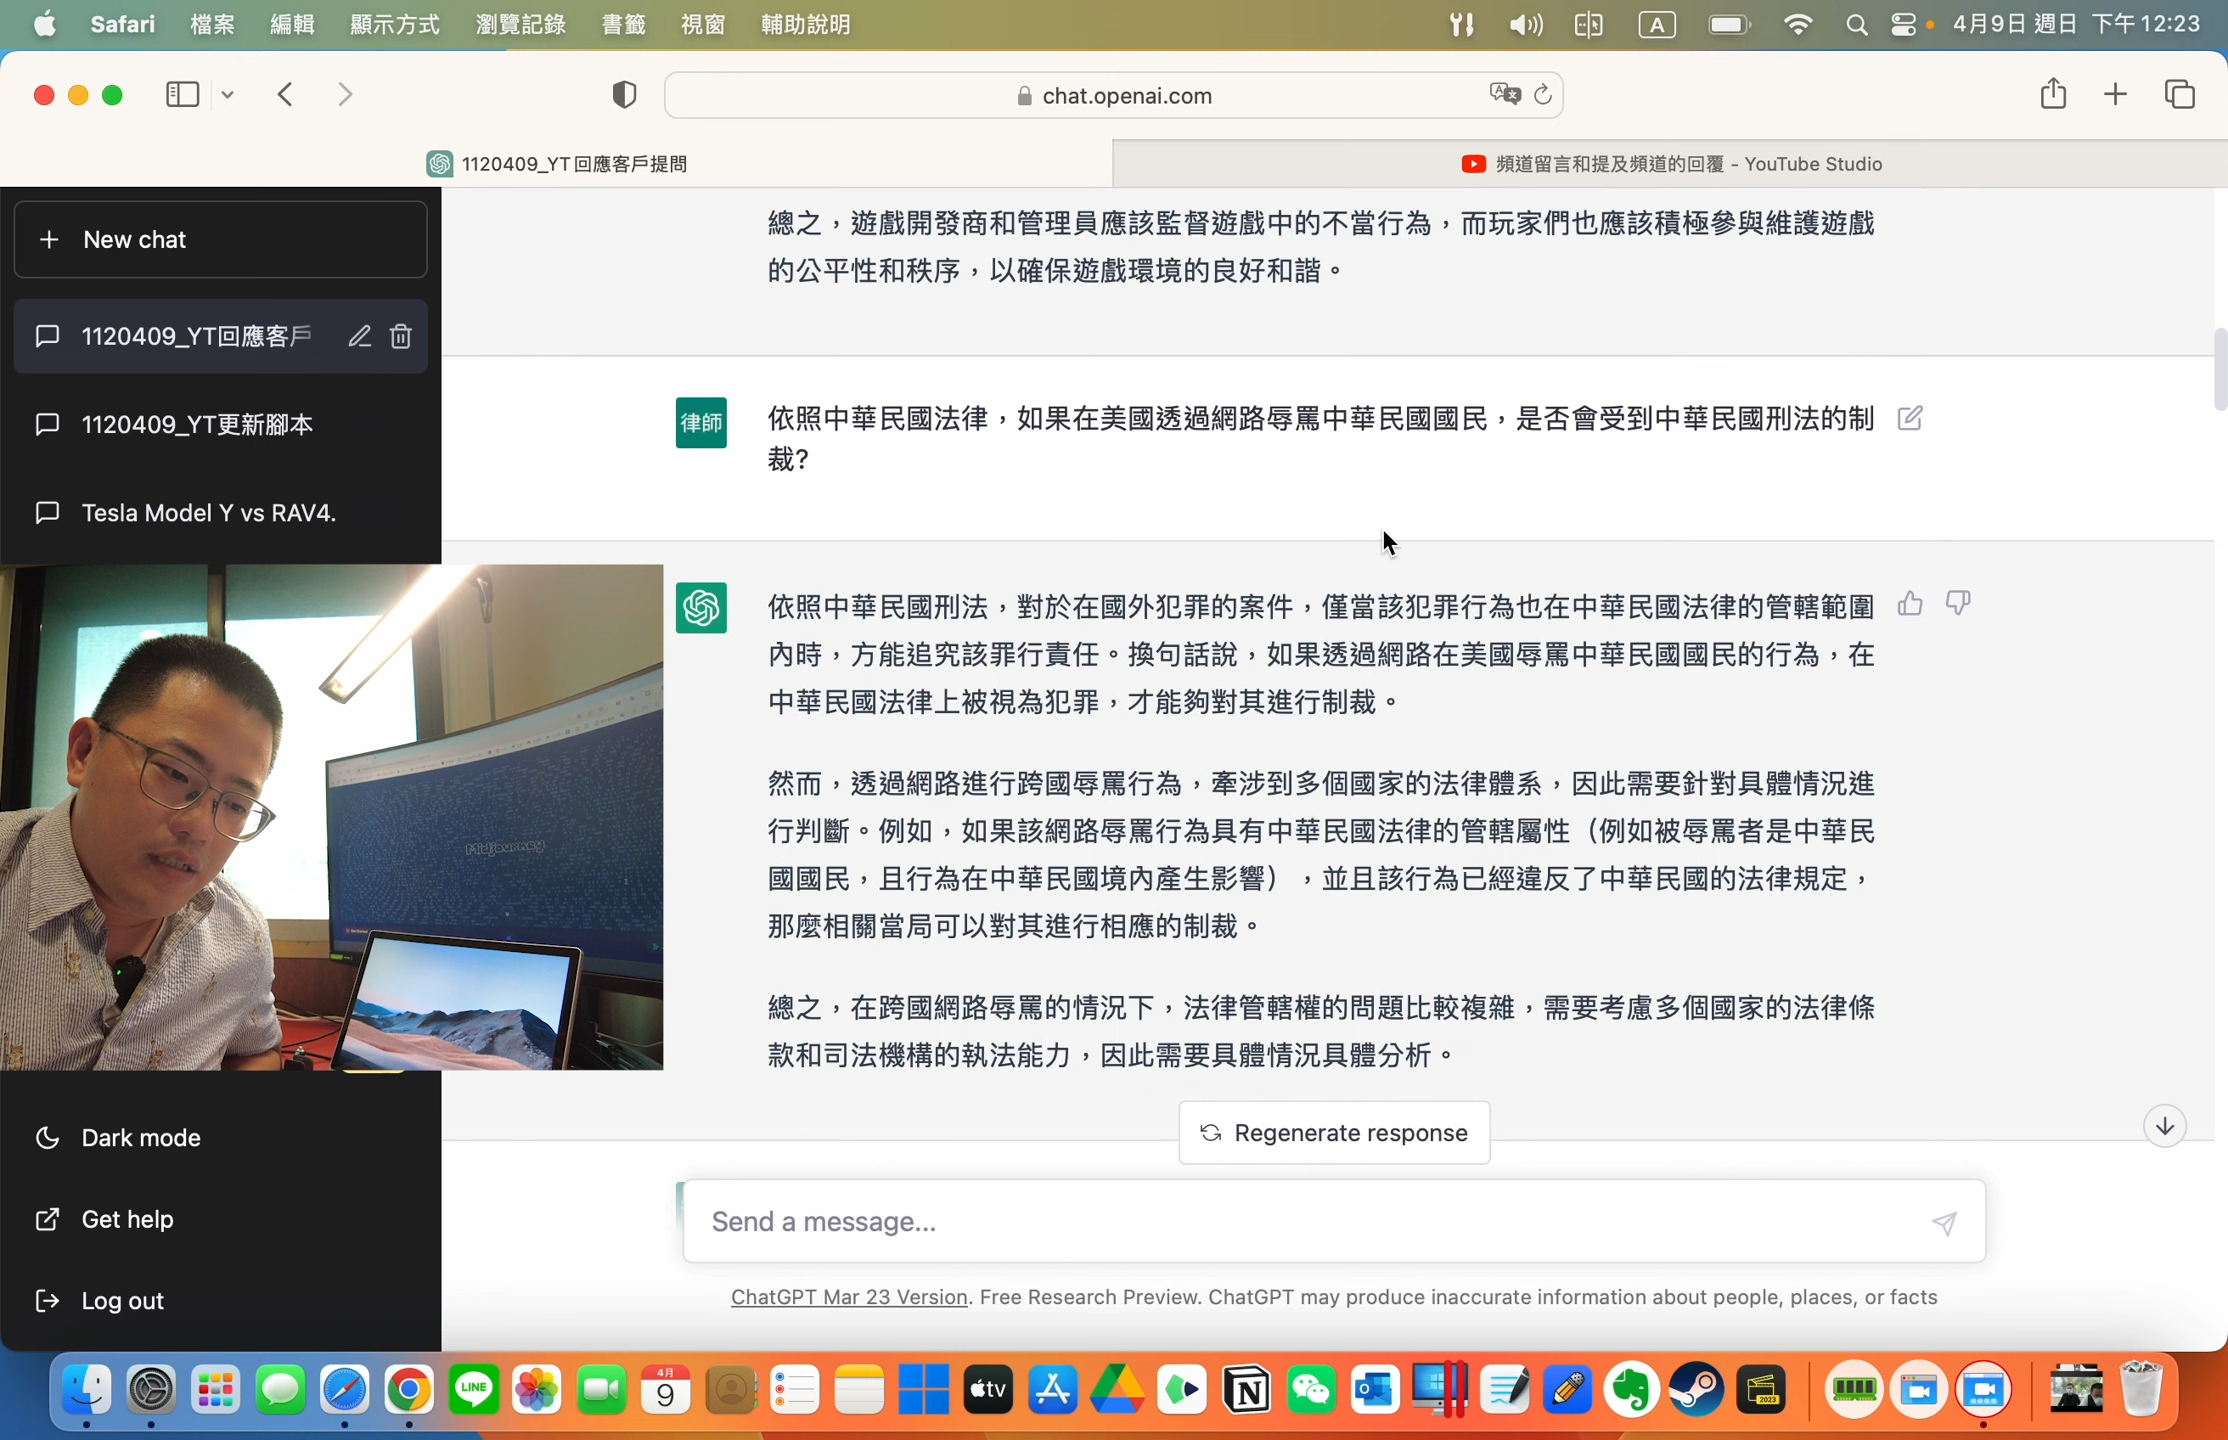 Safari 檔案 編輯 顯示方式 瀏覽記錄 書籤 視窗 輔助說明 A 4月9日 週日 下午12:23
chat.openai.com
1120409_YT回應客戶提問
頻道留言和提及頻道的回覆 - YouTube Studio
New chat
1120409_YT回應客戶
1120409_YT更新腳本
Tesla Model Y vs RAV4.
總之，遊戲開發商和管理員應該監督遊戲中的不當行為，而玩家們也應該積極參與維護遊戲
的公平性和秩序，以確保遊戲環境的良好和諧。
律師
依照中華民國法律，如果在美國透過網路辱罵中華民國國民，是否會受到中華民國刑法的制
裁?
依照中華民國刑法，對於在國外犯罪的案件，僅當該犯罪行為也在中華民國法律的管轄範圍
內時，方能追究該罪行責任。換句話說，如果透過網路在美國辱罵中華民國國民的行為，在
中華民國法律上被視為犯罪，才能夠對其進行制裁。
然而，透過網路進行跨國辱罵行為，牽涉到多個國家的法律體系，因此需要針對具體情況進
行判斷。例如，如果該網路辱罵行為具有中華民國法律的管轄屬性（例如被辱罵者是中華民
國國民，且行為在中華民國境內產生影響），並且該行為已經違反了中華民國的法律規定，
那麼相關當局可以對其進行相應的制裁。
總之，在跨國網路辱罵的情況下，法律管轄權的問題比較複雜，需要考慮多個國家的法律條
款和司法機構的執法能力，因此需要具體情況具體分析。
Midjourney
Regenerate response
Send a message...
ChatGPT Mar 23 Version. Free Research Preview. ChatGPT may produce inaccurate information about people, places, or facts
Dark mode
Get help
Log out
LINE
4月
9
tv
N
2023